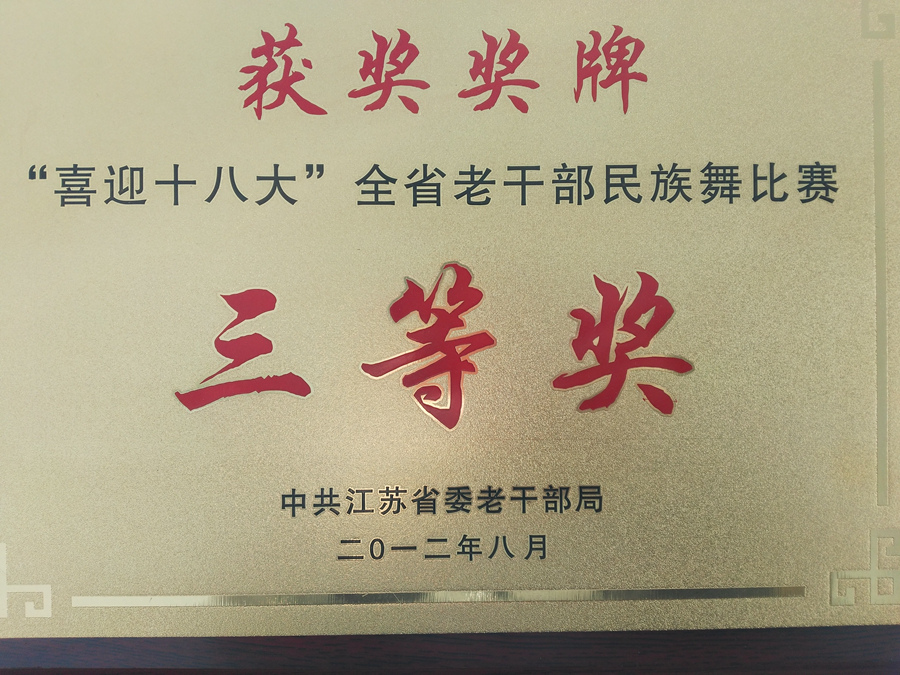 获奖奖牌
“喜迎十八大”全省老干部民族舞比赛
三等奖
中共江苏省委老干部局
二0一二年八月